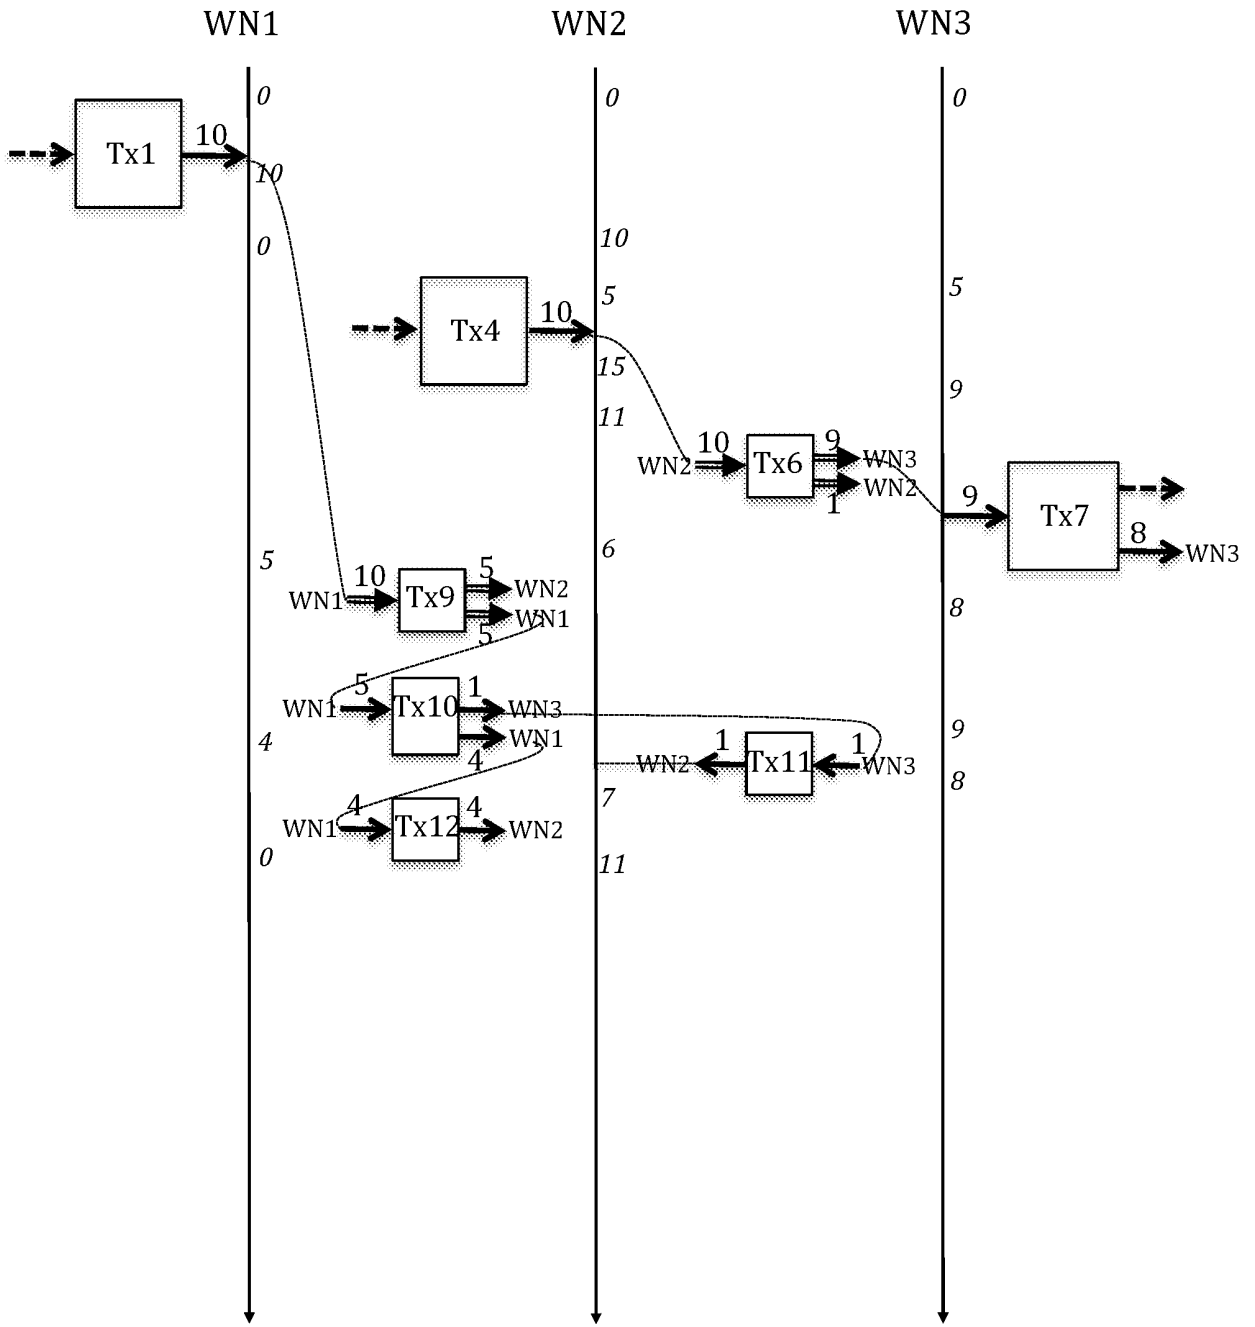 WN1 WN2 WN3
0 0 0
Tx1 10
10
0 10
5 5
Tx4 10
15
9
11
WN2 10 Tx6 9 WN3
1 WN2
9 Tx7
8 WN3
6
5
WN1 10 Tx9 5 WN2
5 WN1
8
WN1 5 Tx10 1 WN3
4 WN1
4 9
WN2 1 Tx11 1 WN3
8
7
WN1 4 Tx12 4 WN2
0 11